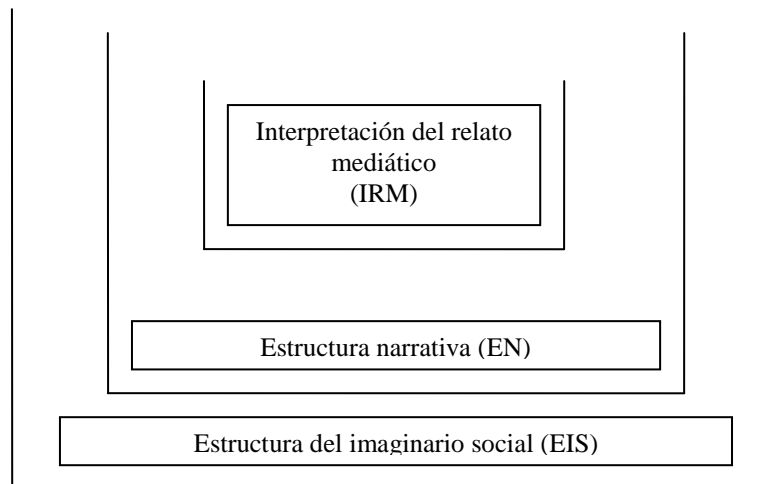 Interpretación del relato
mediático
(IRM)
Estructura narrativa (EN)
Estructura del imaginario social (EIS)